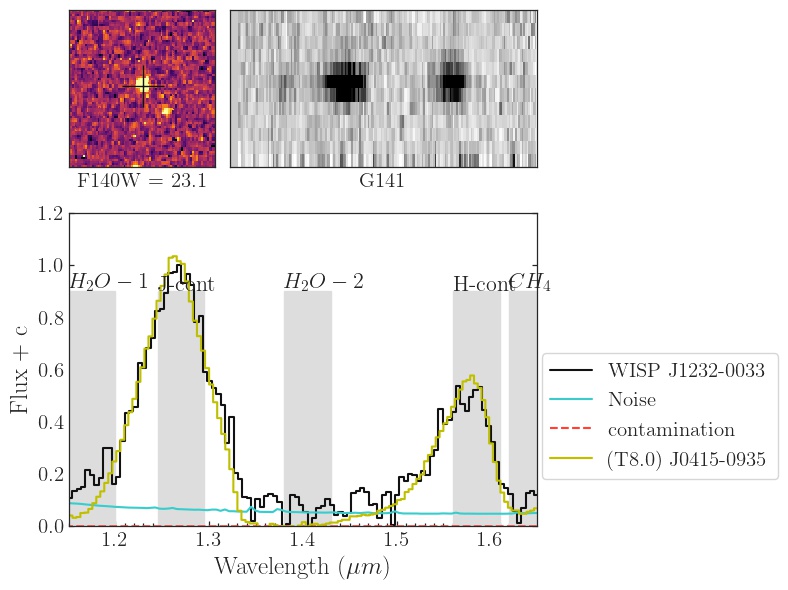 F140W = 23.1
G141
1.2
1.0
0.8
0.6
0.4
0.2
0.0
Flux + c
H₂O − 1
J-cont
H₂O − 2
H-cont
CH₄
WISP J1232-0033
Noise
contamination
(T8.0) J0415-0935
1.2 1.3 1.4 1.5 1.6
Wavelength (μm)